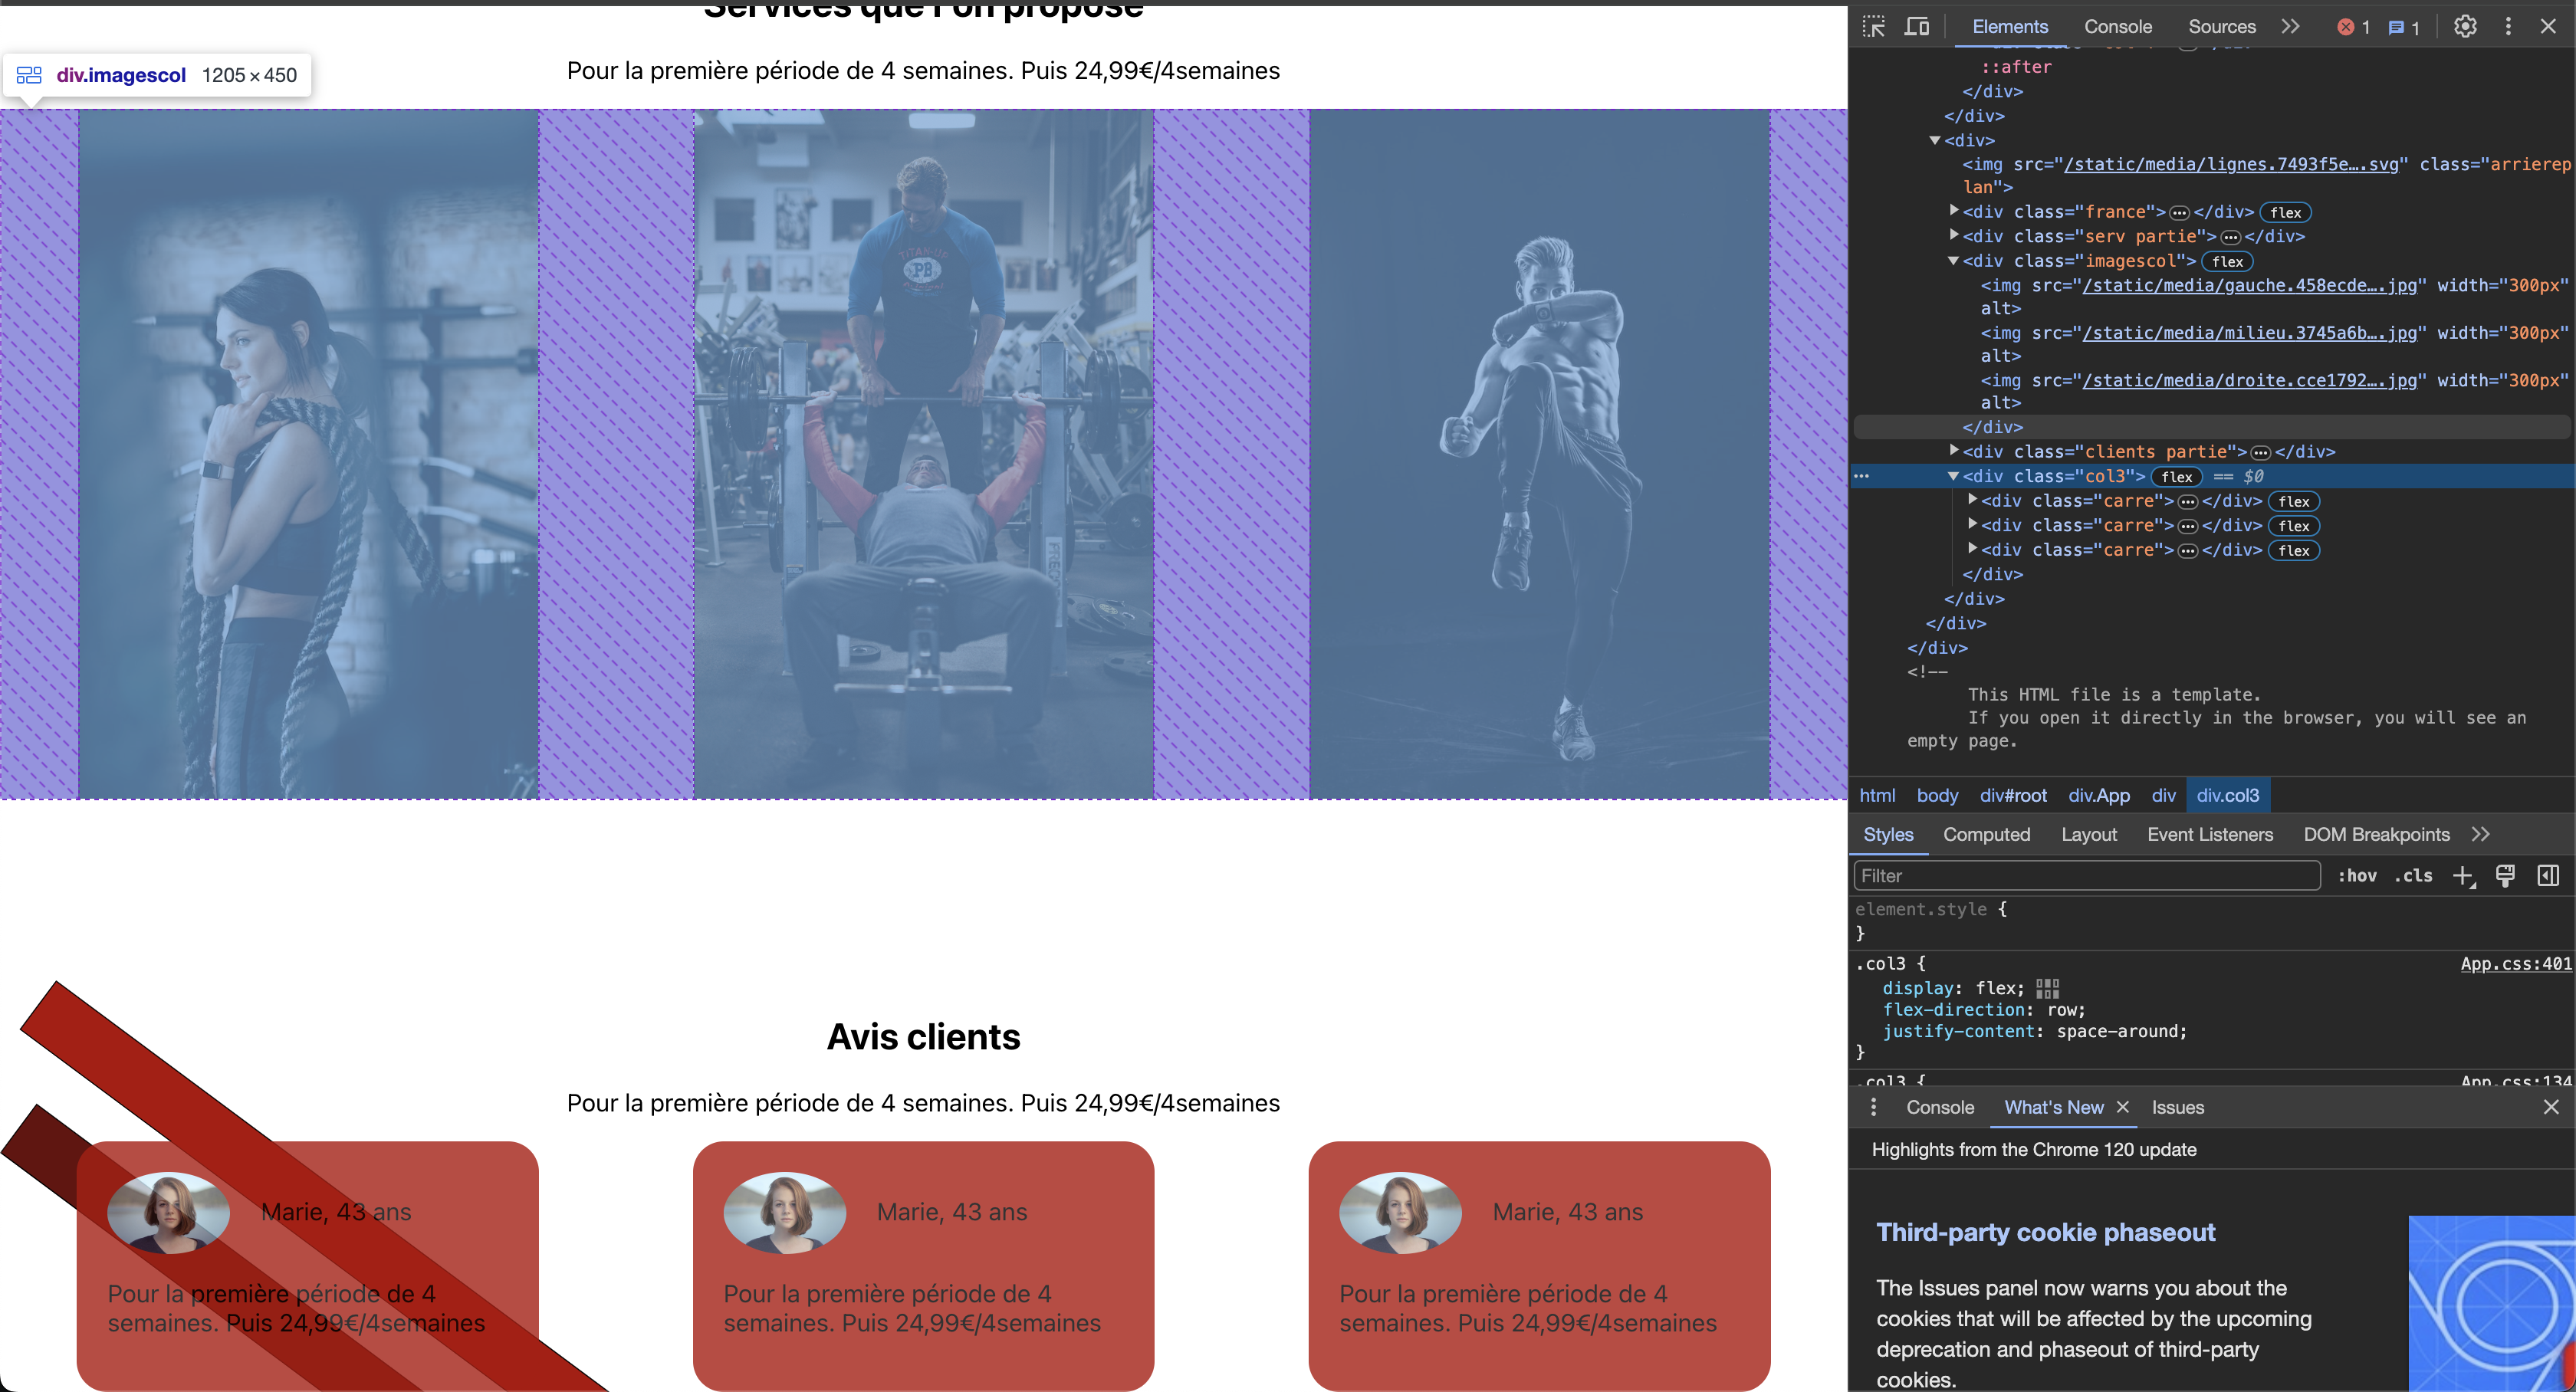 Services que l'on propose
Pour la première période de 4 semaines. Puis 24,99€/4semaines
div.imagescol 1205 × 450
TITAN-UP
PB
Avis clients
Pour la première période de 4 semaines. Puis 24,99€/4semaines
Marie, 43 ans
Pour la première période de 4
semaines. Puis 24,99€/4semaines
Marie, 43 ans
Pour la première période de 4
semaines. Puis 24,99€/4semaines
Marie, 43 ans
Pour la première période de 4
semaines. Puis 24,99€/4semaines
Elements Console Sources 1 1
::after
</div>
</div>
▼<div>
<img src="/static/media/lignes.7493f5e….svg" class="arrierep
lan">
▶<div class="france">…</div> flex
▶<div class="serv partie">…</div>
▼<div class="imagescol"> flex
<img src="/static/media/gauche.458ecde….jpg" width="300px"
alt>
<img src="/static/media/milieu.3745a6b….jpg" width="300px"
alt>
<img src="/static/media/droite.cce1792….jpg" width="300px"
alt>
</div>
▶<div class="clients partie">…</div>
… ▼<div class="col3"> flex == $0
▶<div class="carre">…</div> flex
▶<div class="carre">…</div> flex
▶<div class="carre">…</div> flex
</div>
</div>
</div>
</div>
<!--
This HTML file is a template.
If you open it directly in the browser, you will see an
empty page.
html body div#root div.App div div.col3
Styles Computed Layout Event Listeners DOM Breakpoints
Filter :hov .cls
element.style {
}
.col3 { App.css:401
display: flex;
flex-direction: row;
justify-content: space-around;
}
.col3 { App.css:134
Console What's New Issues
Highlights from the Chrome 120 update
Third-party cookie phaseout
The Issues panel now warns you about the
cookies that will be affected by the upcoming
deprecation and phaseout of third-party
cookies.